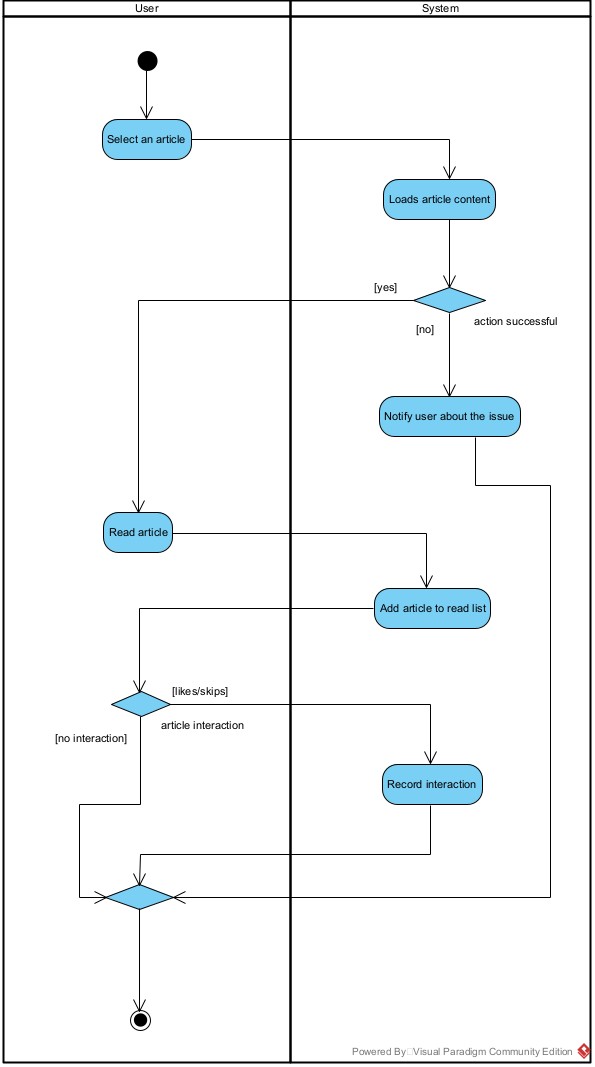 User
System
Select an article
Loads article content
[yes]
action successful
[no]
Notify user about the issue
Read article
Add article to read list
[likes/skips]
article interaction
[no interaction]
Record interaction
Powered By Visual Paradigm Community Edition